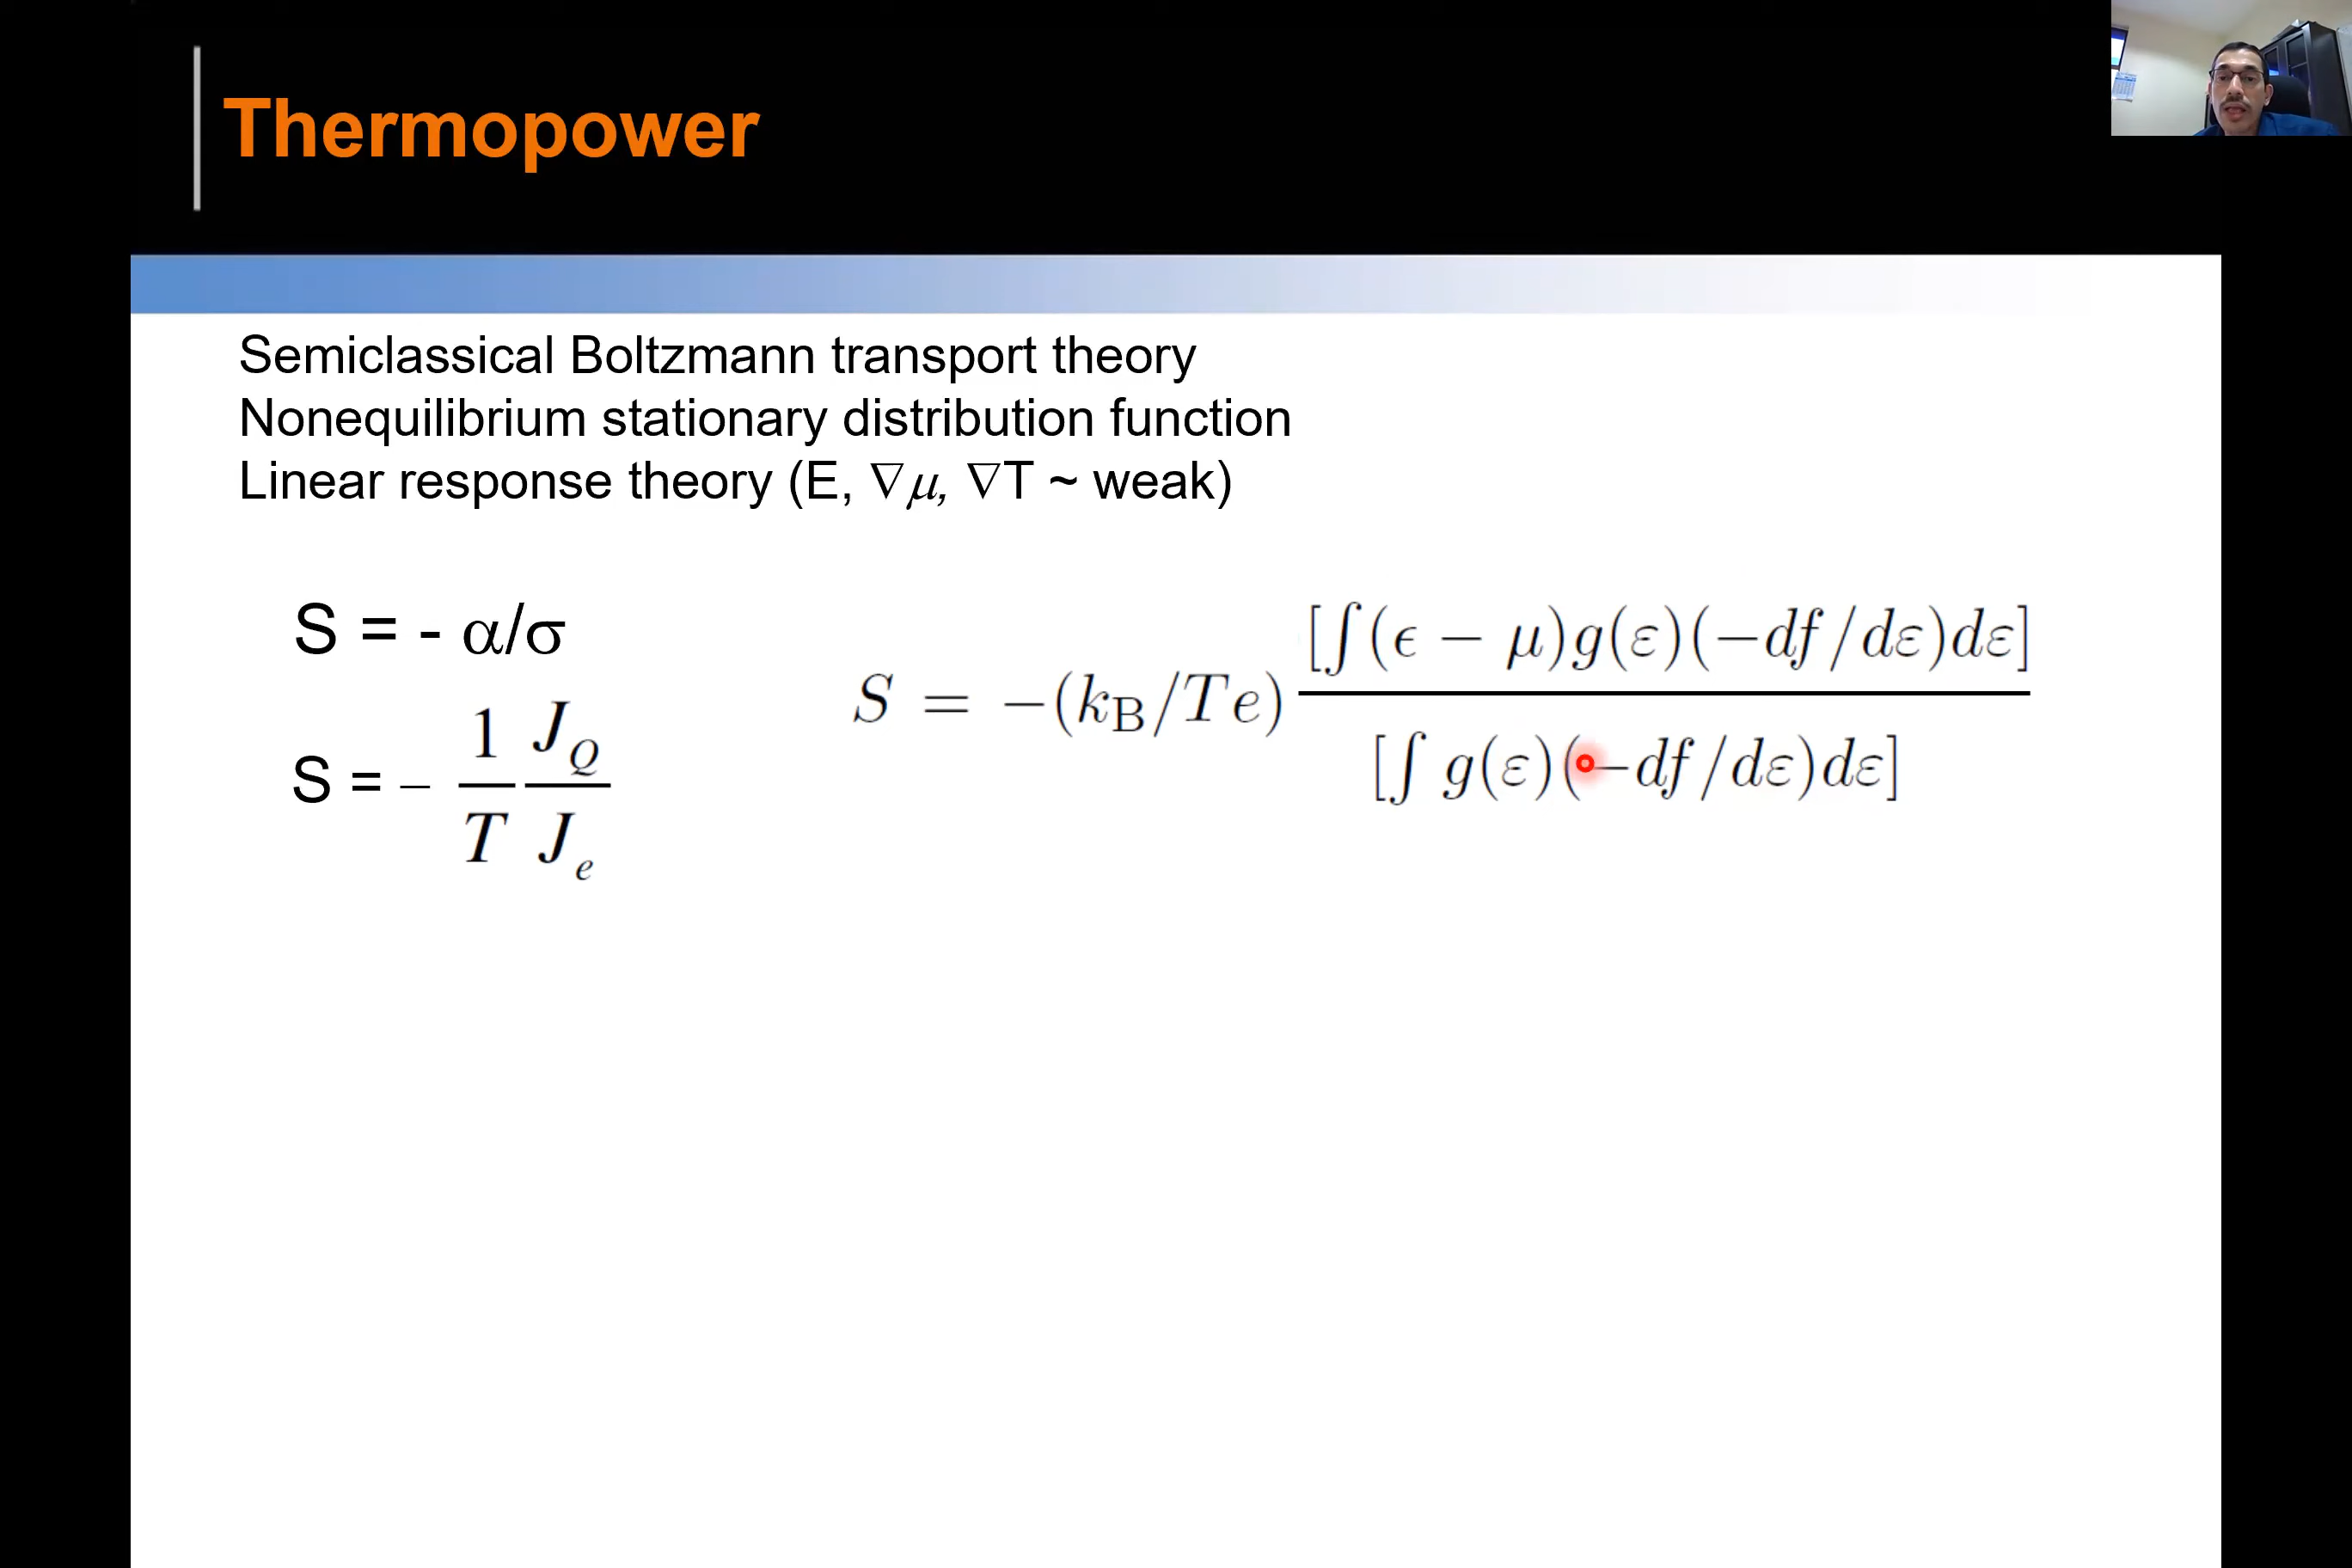 Thermopower
Semiclassical Boltzmann transport theory
Nonequilibrium stationary distribution function
Linear response theory (E, ∇μ, ∇T ~ weak)
S = - α/σ
S = − 1/T J_Q/J_e
S = −(k_B/Te) [∫(ϵ − μ)g(ε)(−df/dε)dε] / [∫ g(ε)(−df/dε)dε]